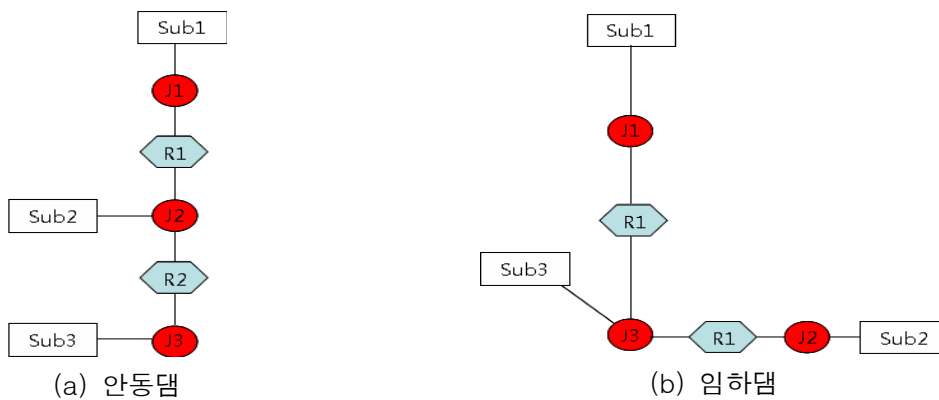 Sub1
J1
R1
Sub2
J2
R2
Sub3
J3
(a) 안동댐
Sub1
J1
R1
Sub3
J3
R1
J2
Sub2
(b) 임하댐